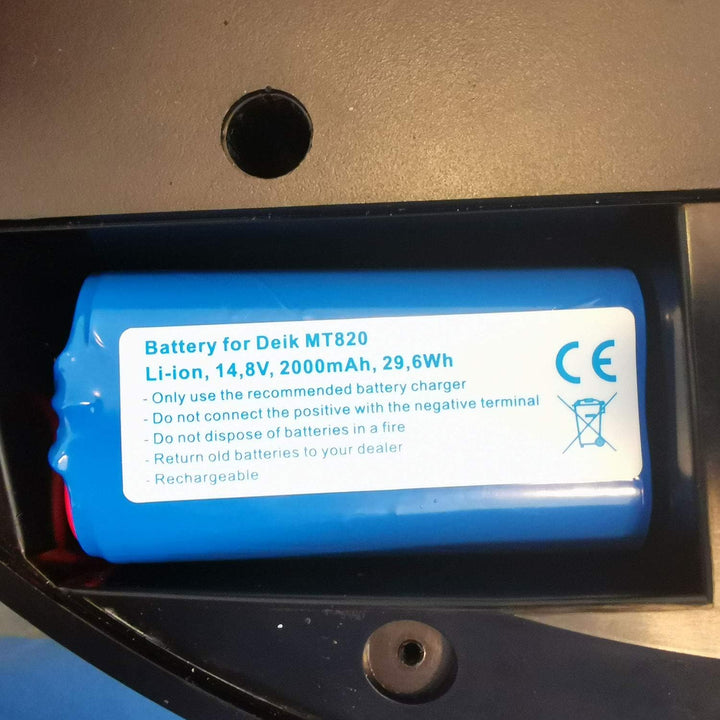 Battery for Deik MT820
Li-ion, 14,8V, 2000mAh, 29,6Wh
- Only use the recommended battery charger
- Do not connect the positive with the negative terminal
- Do not dispose of batteries in a fire
- Return old batteries to your dealer
- Rechargeable
CE